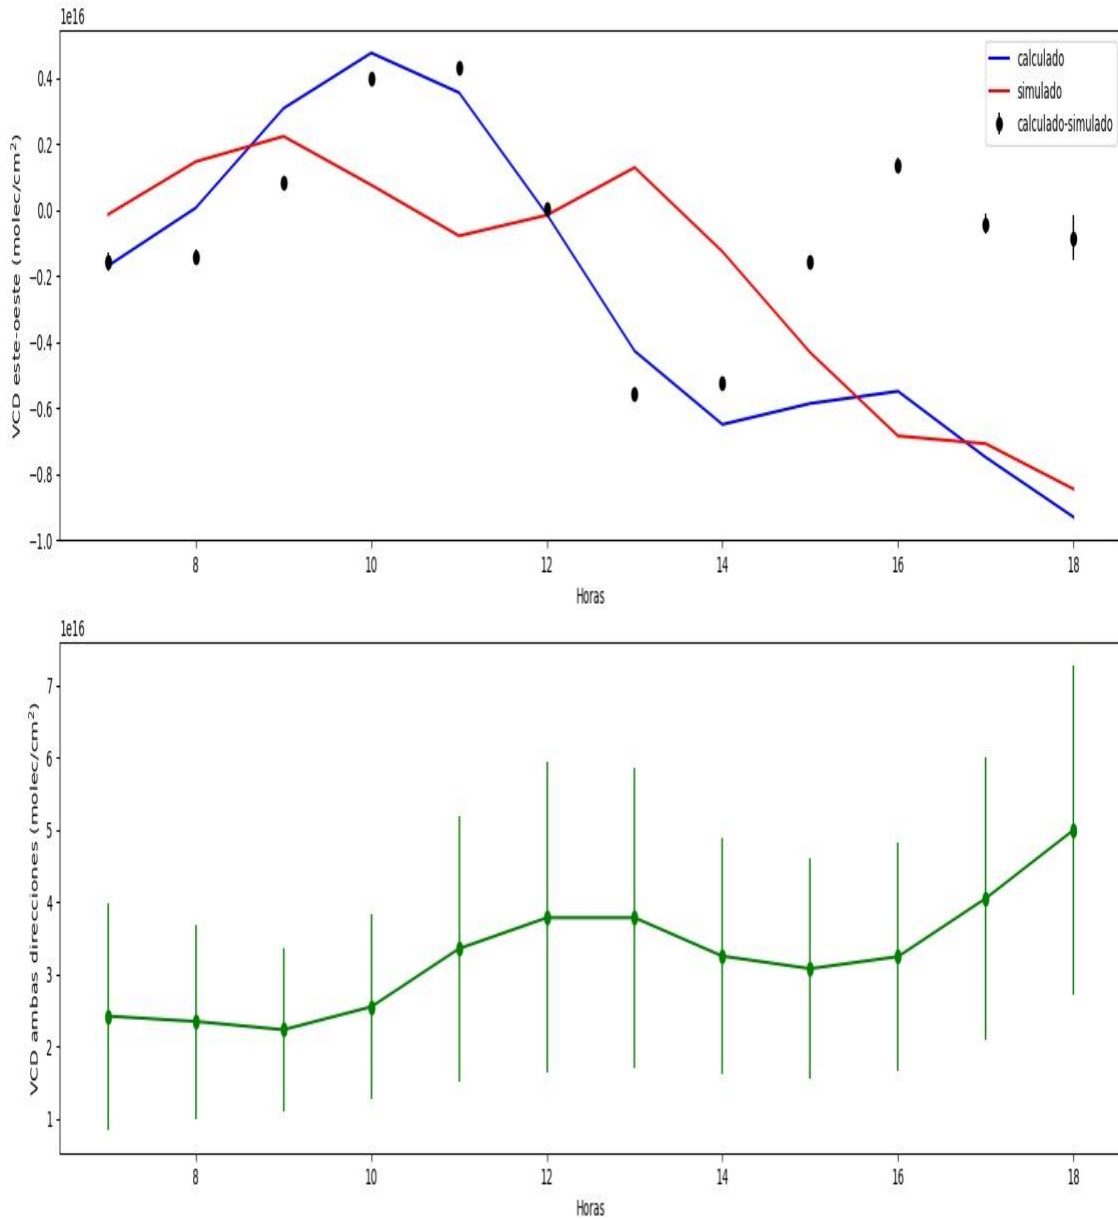 1e16
VCD este-oeste (molec/cm²)
0.4
0.2
0.0
−0.2
−0.4
−0.6
−0.8
−1.0
calculado
simulado
calculado-simulado
8 10 12 14 16 18
Horas
1e16
VCD ambas direcciones (molec/cm²)
7
6
5
4
3
2
1
8 10 12 14 16 18
Horas